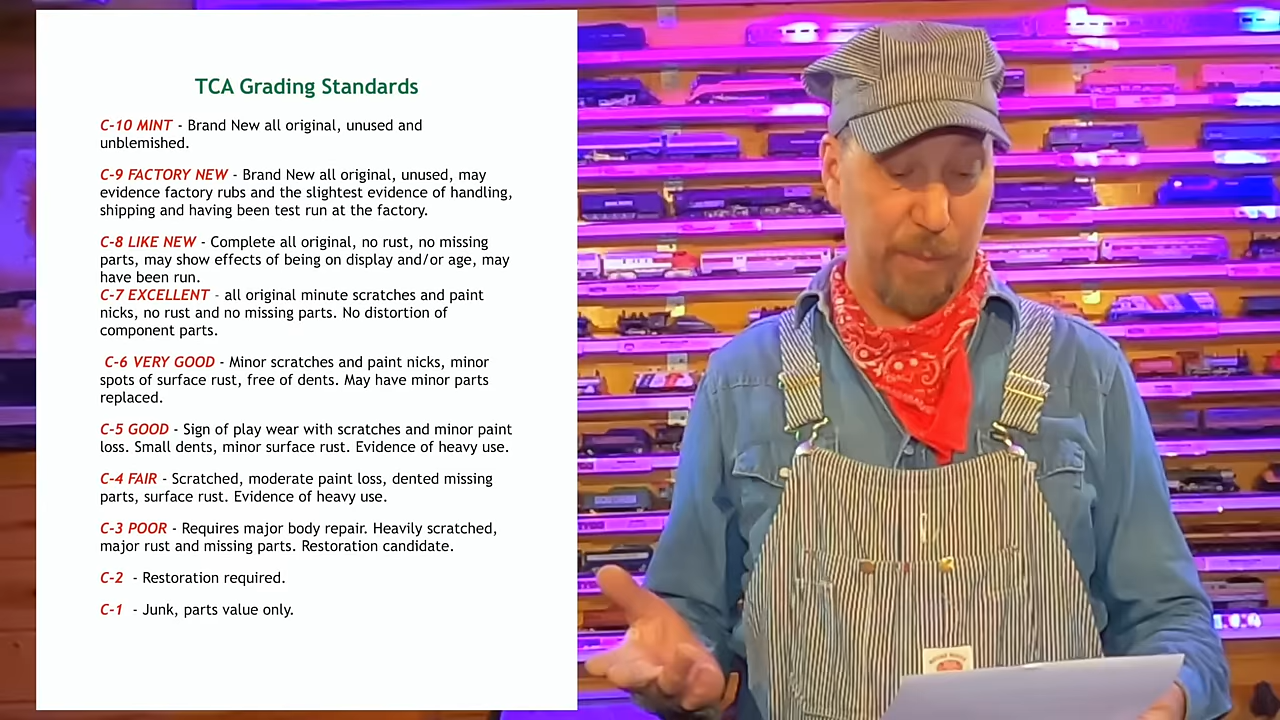 TCA Grading Standards
C-10 MINT - Brand New all original, unused and
unblemished.
C-9 FACTORY NEW - Brand New all original, unused, may
evidence factory rubs and the slightest evidence of handling,
shipping and having been test run at the factory.
C-8 LIKE NEW - Complete all original, no rust, no missing
parts, may show effects of being on display and/or age, may
have been run.
C-7 EXCELLENT - all original minute scratches and paint
nicks, no rust and no missing parts. No distortion of
component parts.
C-6 VERY GOOD - Minor scratches and paint nicks, minor
spots of surface rust, free of dents. May have minor parts
replaced.
C-5 GOOD - Sign of play wear with scratches and minor paint
loss. Small dents, minor surface rust. Evidence of heavy use.
C-4 FAIR - Scratched, moderate paint loss, dented missing
parts, surface rust. Evidence of heavy use.
C-3 POOR - Requires major body repair. Heavily scratched,
major rust and missing parts. Restoration candidate.
C-2 - Restoration required.
C-1 - Junk, parts value only.